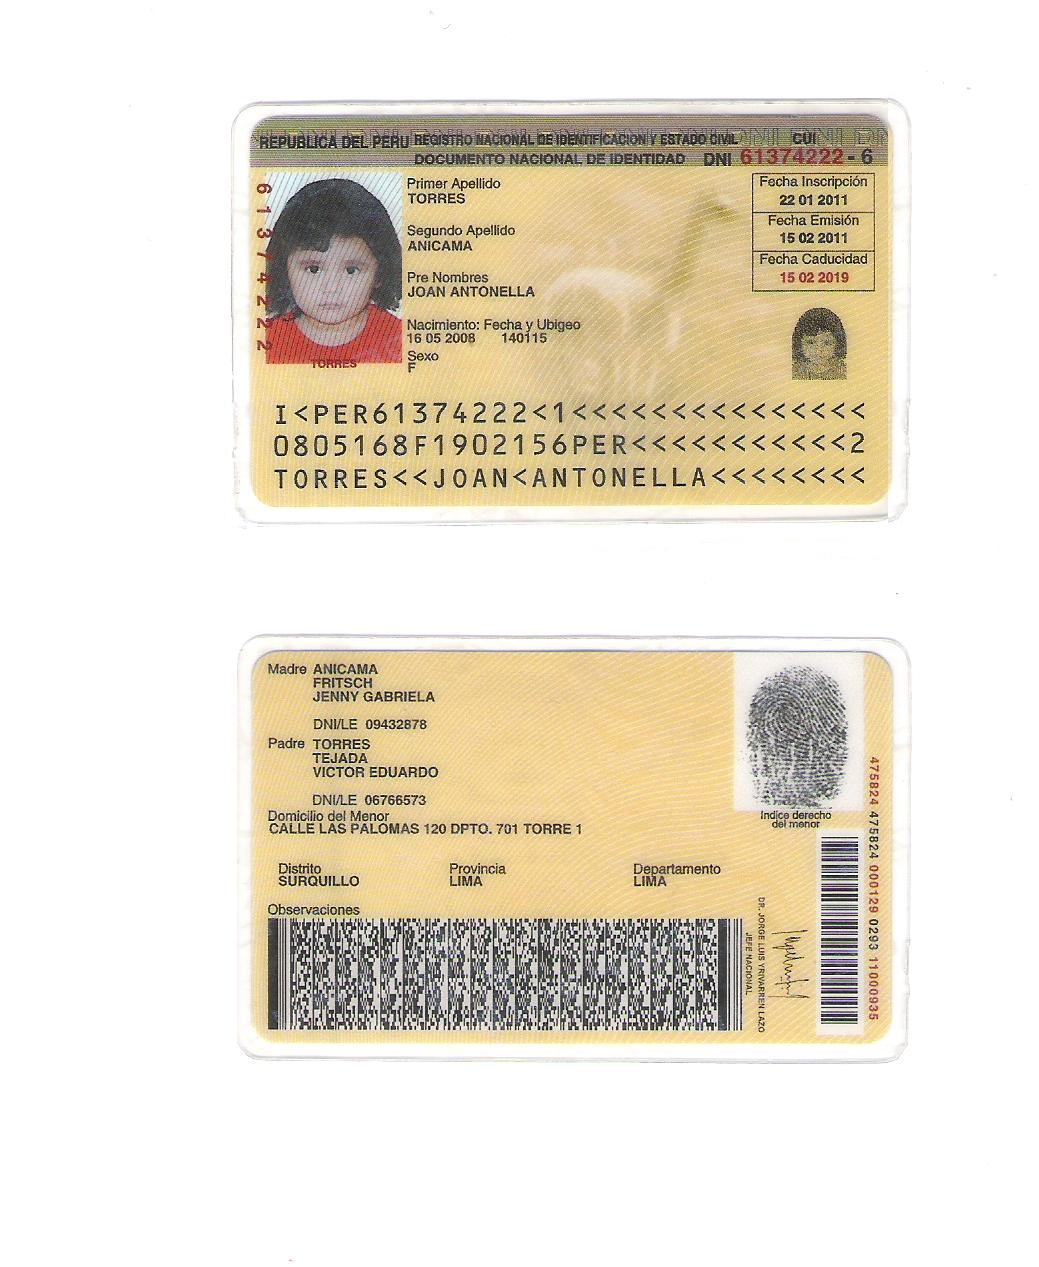 REPUBLICA DEL PERU REGISTRO NACIONAL DE IDENTIFICACION Y ESTADO CIVIL CUI
DOCUMENTO NACIONAL DE IDENTIDAD DNI 61374222 - 6
61374222
TORRES
Primer Apellido
TORRES
Segundo Apellido
ANICAMA
Pre Nombres
JOAN ANTONELLA
Nacimiento: Fecha y Ubigeo
16 05 2008 140115
Sexo
F
Fecha Inscripción
22 01 2011
Fecha Emisión
15 02 2011
Fecha Caducidad
15 02 2019
I<PER61374222<1<<<<<<<<<<<<<<<
0805168F1902156PER<<<<<<<<<<<2
TORRES<<JOAN<ANTONELLA<<<<<<<<
Madre ANICAMA
FRITSCH
JENNY GABRIELA
DNI/LE 09432878
Padre TORRES
TEJADA
VICTOR EDUARDO
DNI/LE 06766573
Domicilio del Menor
CALLE LAS PALOMAS 120 DPTO. 701 TORRE 1
Distrito Provincia Departamento
SURQUILLO LIMA LIMA
Observaciones
Indice derecho
del menor
DR. JORGE LUIS YRIVARREN LAZO
JEFE NACIONAL
475824 475824 000129 0293 11000935